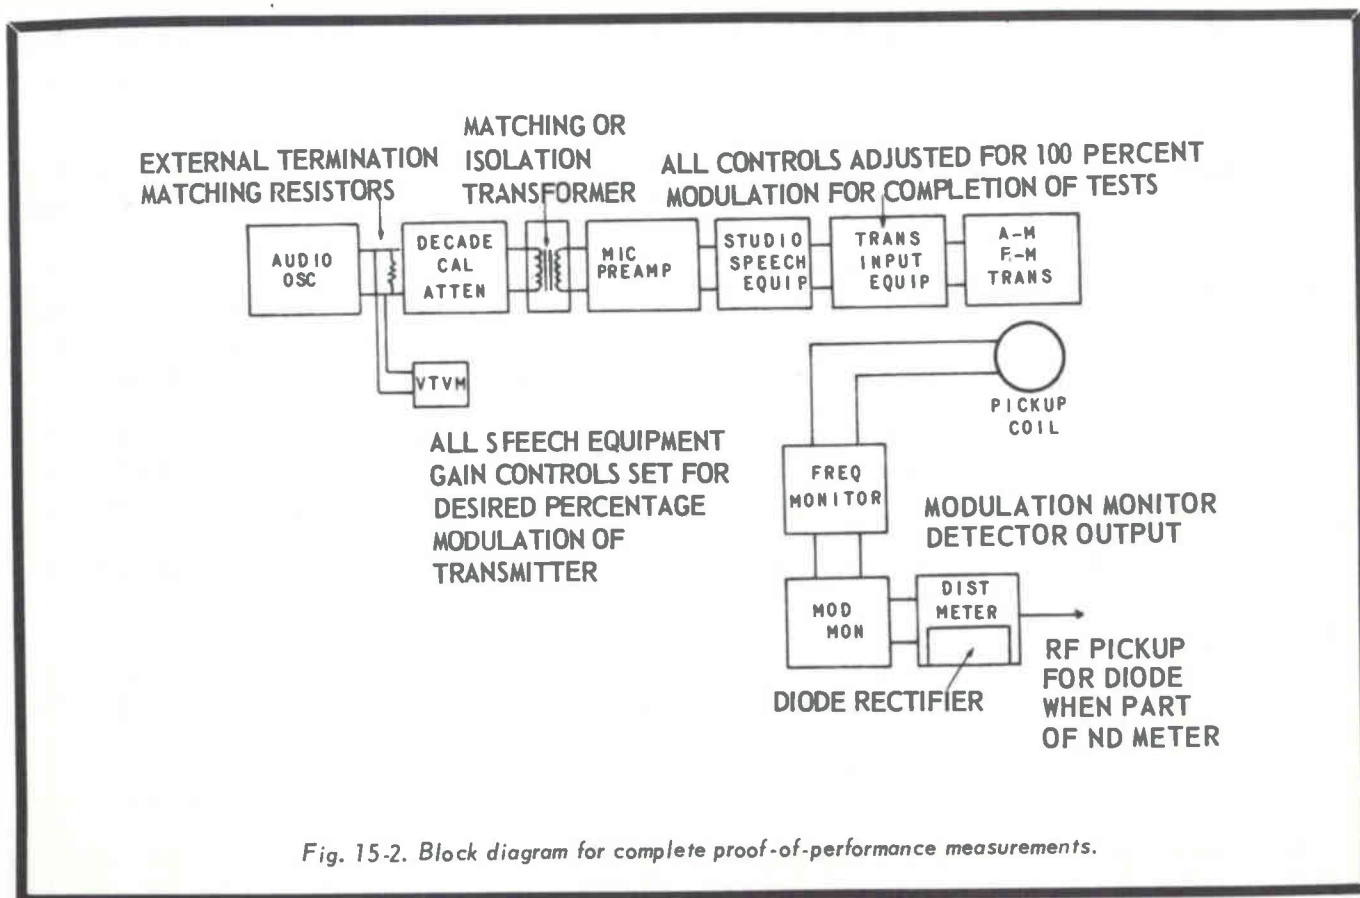 EXTERNAL TERMINATION
MATCHING RESISTORS
MATCHING OR
ISOLATION
TRANSFORMER
ALL CONTROLS ADJUSTED FOR 100 PERCENT
MODULATION FOR COMPLETION OF TESTS
AUDIO
OSC
DECADE
CAL
ATTEN
MIC
PREAMP
STUDIO
SPEECH
EQUIP
TRANS
INPUT
EQUIP
A-M
F-M
TRANS
VTVM
PICKUP
COIL
ALL SFEECH EQUIPMENT
GAIN CONTROLS SET FOR
DESIRED PERCENTAGE
MODULATION OF
TRANSMITTER
FREQ
MONITOR
MODULATION MONITOR
DETECTOR OUTPUT
MOD
MON
DIST
METER
DIODE RECTIFIER
RF PICKUP
FOR DIODE
WHEN PART
OF ND METER
Fig. 15-2. Block diagram for complete proof-of-performance measurements.